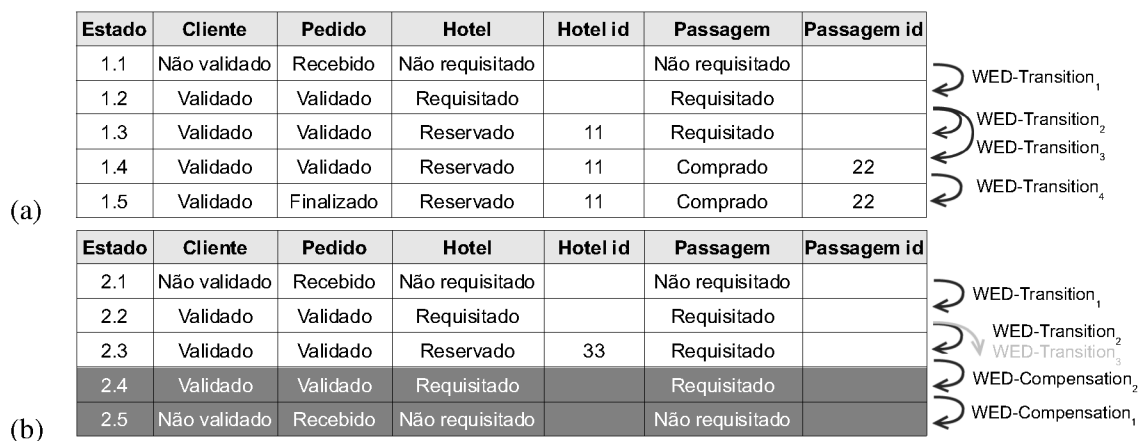 Estado Cliente Pedido Hotel Hotel id Passagem Passagem id
1.1 Não validado Recebido Não requisitado Não requisitado
WED-Transition1
1.2 Validado Validado Requisitado Requisitado
WED-Transition2
1.3 Validado Validado Reservado 11 Requisitado
WED-Transition3
1.4 Validado Validado Reservado 11 Comprado 22
WED-Transition4
1.5 Validado Finalizado Reservado 11 Comprado 22
(a)
Estado Cliente Pedido Hotel Hotel id Passagem Passagem id
2.1 Não validado Recebido Não requisitado Não requisitado
WED-Transition1
2.2 Validado Validado Requisitado Requisitado
WED-Transition2
2.3 Validado Validado Reservado 33 Requisitado
WED-Transition3
2.4 Validado Validado Requisitado Requisitado
WED-Compensation2
2.5 Não validado Recebido Não requisitado Não requisitado
WED-Compensation1
(b)